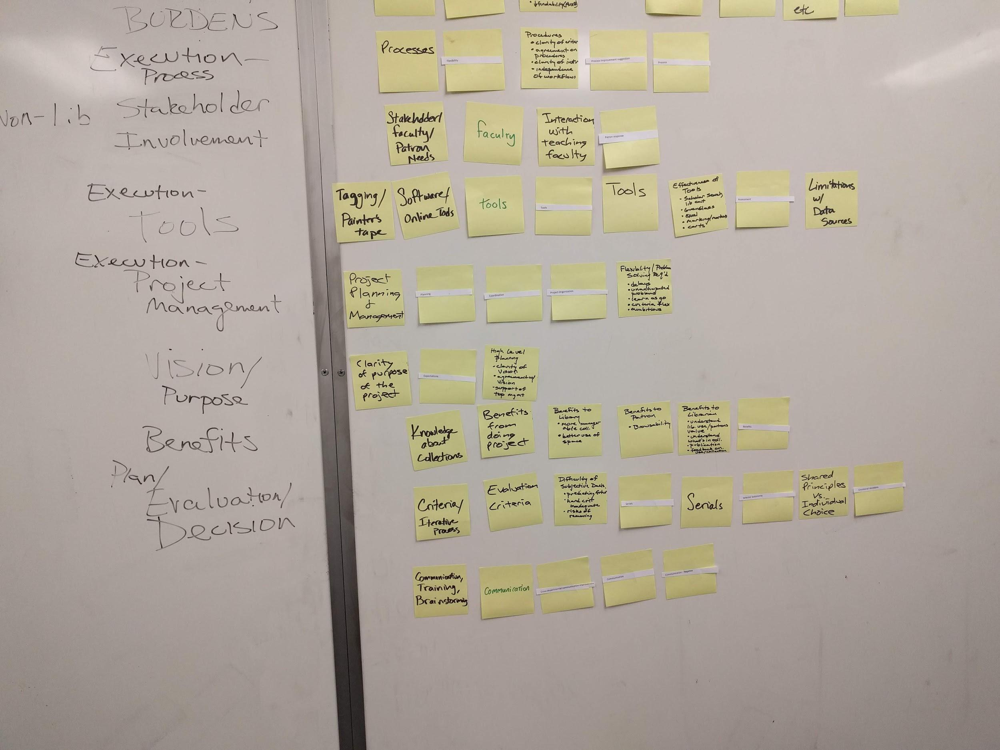 BURDENS
Execution-
Process
Non-lib Stakeholder
Involvement
Execution-
Tools
Execution-
Project
Management
Vision/
Purpose
Benefits
Plan/
Evaluation/
Decision
• ↓findability (Aux St)
etc
Processes
Flexibility
Procedures
• clarity of criter
• agreement on
procedures
• clarity of instr
• independence
of workflows
Process improvement suggestion
Process
Stakeholder/
faculty/
Patron
Needs
faculty
Interaction
with
teaching
faculty
Patron response
Tagging/
Painter's
tape
Software/
Online Tools
tools
Tools
Tools
Effectiveness of
Tools
• Scholar Search,
lib cat
• GreenGlass
• Excel
• marking/markers
• carts
Assessment
Limitations
w/
Data
Sources
Project
Planning
&
Management
Planning
Coordination
Project Organization
Flexibility/Problem
Solving Req'd
• delays
• unanticipated
problems
• learn as go
• criteria flex
• ambitious
Clarity
of purpose
of the
project
Expectations
High Level
Planning
• clarity of
Vision
• agreement w/
Vision
• support of
top mgmt
Knowledge
about
Collections
Benefits
from
doing
project
Benefits to
Library
• more manage-
able coll.
• better use of
space
Benefits to
Patron
• Browsability
Benefits to
Librarian
• understand
lib. use/patrons
value
• understand
what's in coll.
• publication
• feedback on
use/collection
Benefits
Criteria/
Iterative
Process
Evaluation
Criteria
Difficulty of
Subjective Decis.
• predicting futur
• hard crit
inadequate
• risks of
removing
Serials
Serials
Selector autonomy
Shared
Principles
vs.
Individual
Choice
Emotional decisions
Communication,
Training,
Brainstorming
Communication
Cross departmental communication improvement
Communication
Communication - Negative